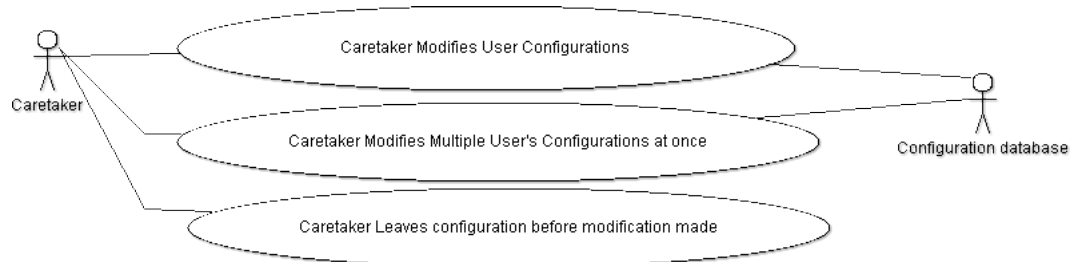 Caretaker Modifies User Configurations
Caretaker
Caretaker Modifies Multiple User's Configurations at once
Configuration database
Caretaker Leaves configuration before modification made